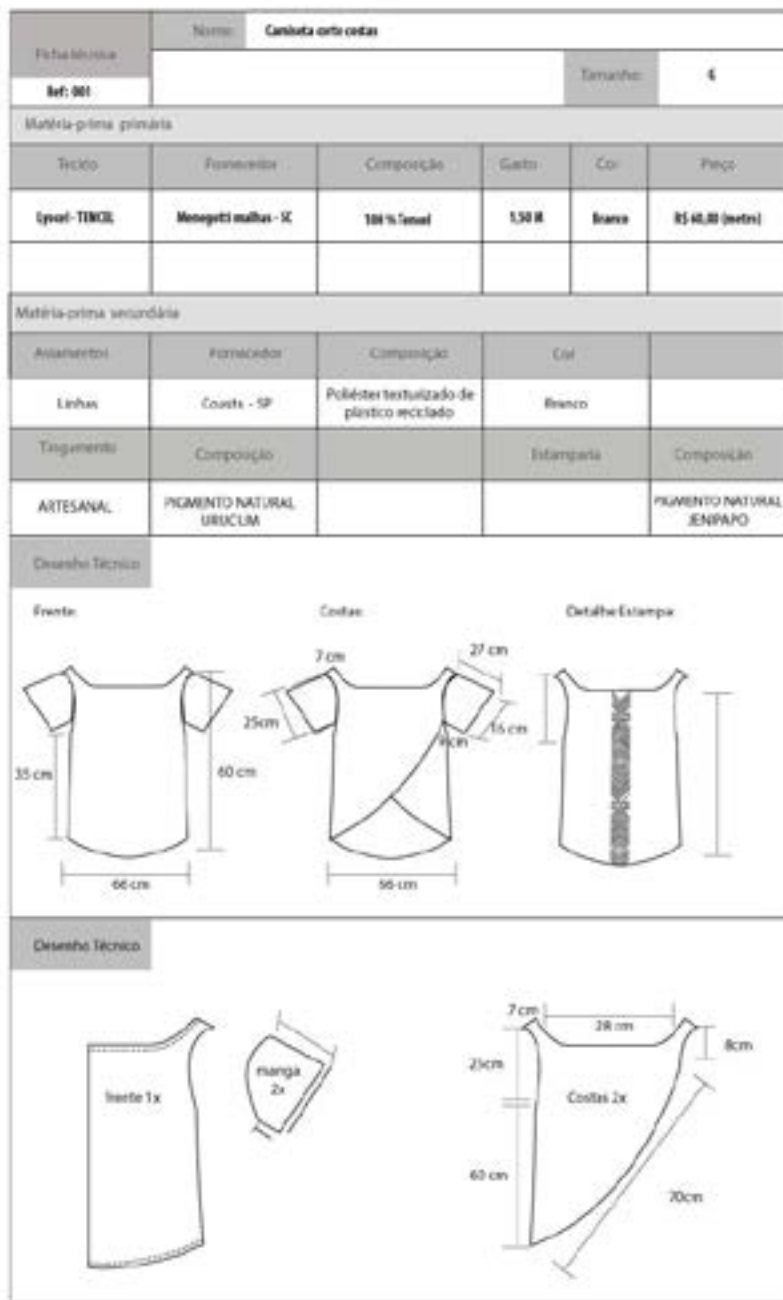 Nome: Camiseta corte costas
Ficha técnica
Tamanho:
Ref: 001
Matéria-prima primária
Tecido Fornecedor Composição Gasto Cor Preço
Lyocel - TENCEL Menegotti malhas - SC 100 % Tencel 1,50 M Branco R$ 60,00 (metro)
Matéria-prima secundária
Aviamentos Fornecedor Composição Cor
Linhas Coasts - SP Poliéster texturizado de
plástico reciclado Branco
Tingimento Composição Estamparia Composição
ARTESANAL PIGMENTO NATURAL
URUCUM
PIGMENTO NATURAL
JENIPAPO
Desenho Técnico
Frente: Costas: Detalhe Estampa:
7 cm 27 cm
25cm 16 cm
35 cm 60 cm
66 cm 66 cm
Desenho Técnico
7 cm 28 cm
8cm
25cm
manga
2x
frente 1x Costas 2x
60 cm
70cm